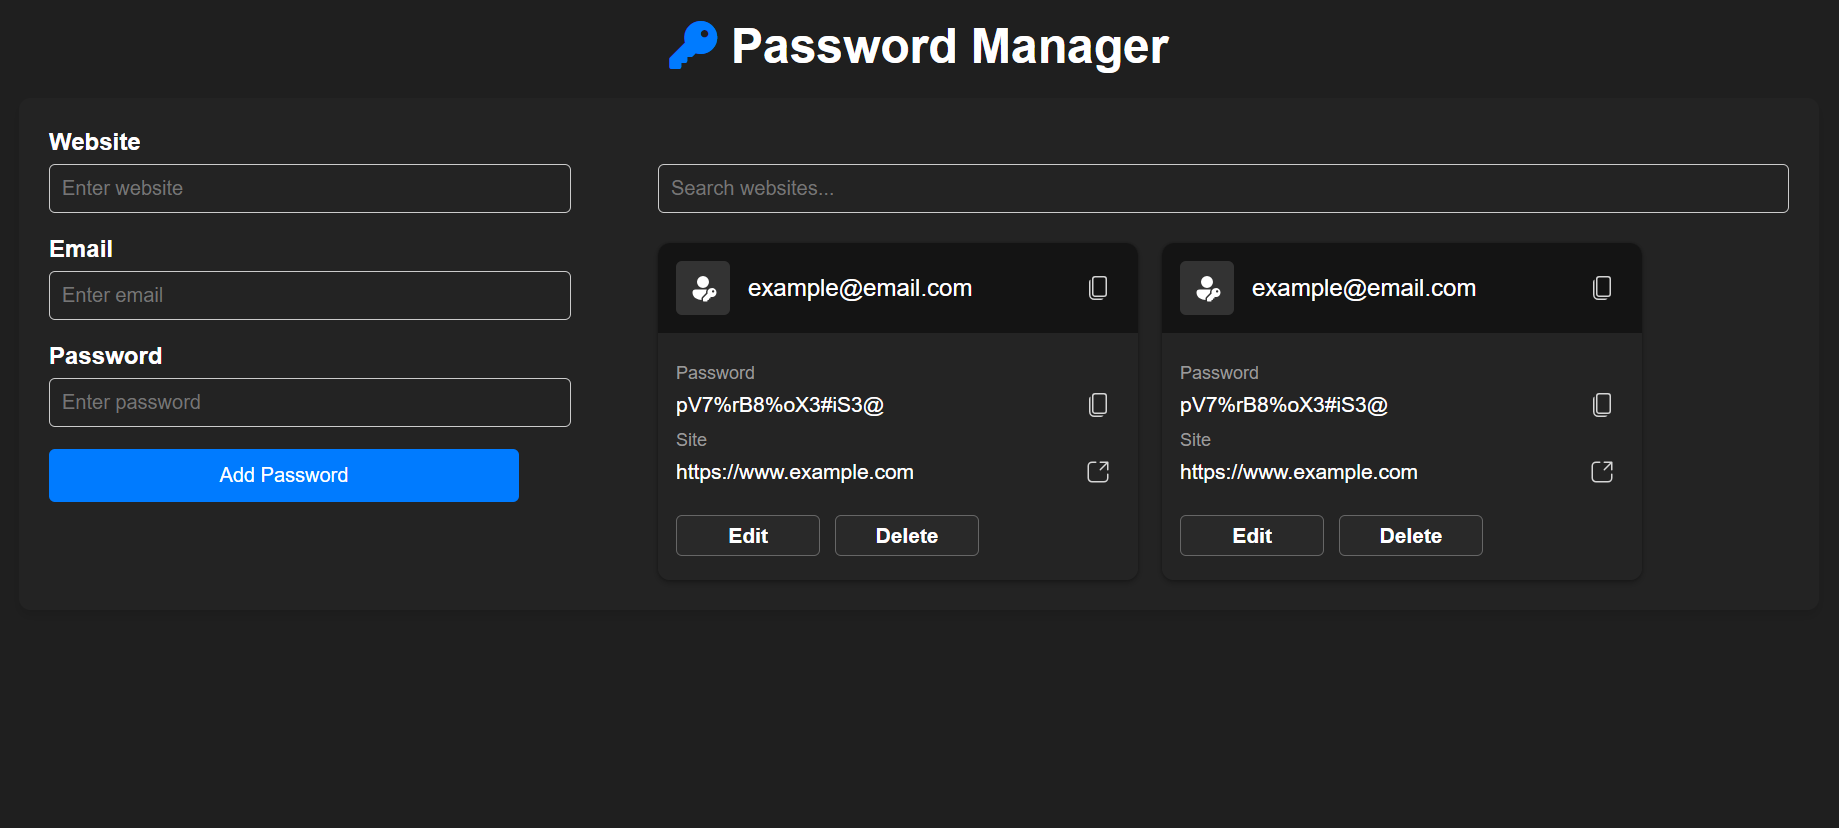 Password Manager
Website
Enter website
Email
Enter email
Password
Enter password
Add Password
Search websites...
example@email.com
Password
pV7%rB8%oX3#iS3@
Site
https://www.example.com
Edit Delete
example@email.com
Password
pV7%rB8%oX3#iS3@
Site
https://www.example.com
Edit Delete